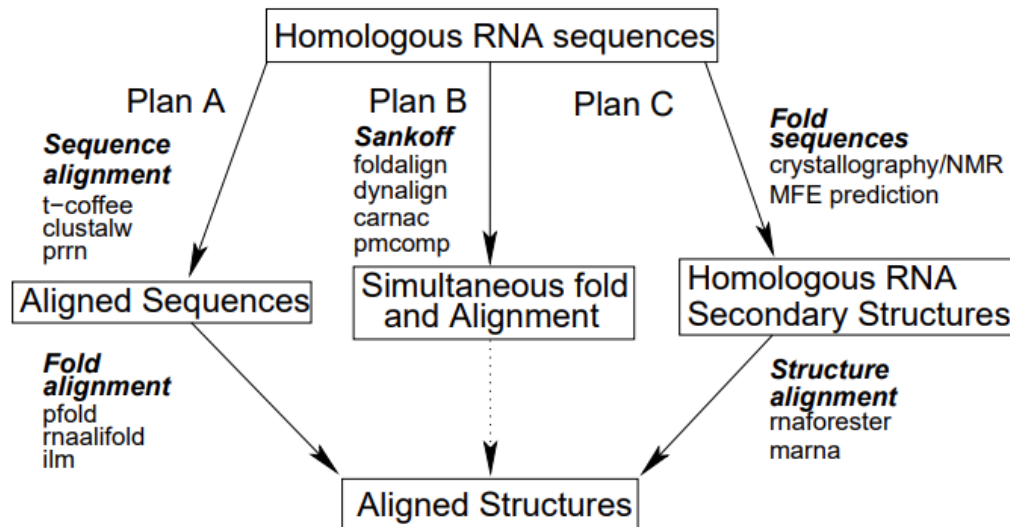 Homologous RNA sequences
Plan A
Plan B
Plan C
Sequence
alignment
t-coffee
clustalw
prrn
Sankoff
foldalign
dynalign
carnac
pmcomp
Fold
sequences
crystallography/NMR
MFE prediction
Aligned Sequences
Simultaneous fold
and Alignment
Homologous RNA
Secondary Structures
Fold
alignment
pfold
rnaalifold
ilm
Structure
alignment
rnaforester
marna
Aligned Structures